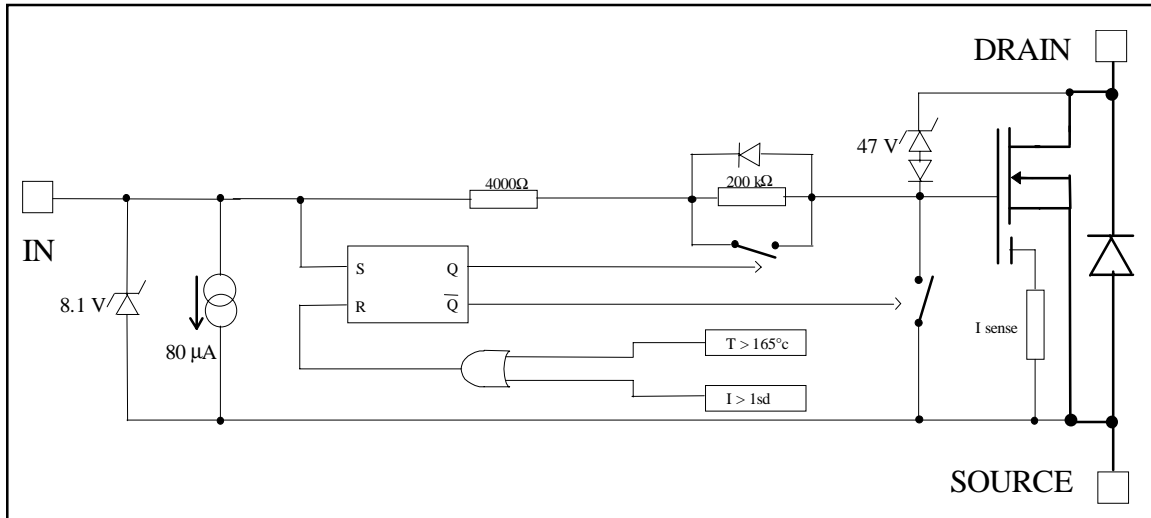 DRAIN
47 V
4000Ω
200 kΩ
IN
S
Q
R
Q
8.1 V
80 µA
T > 165°c
I sense
I > 1sd
SOURCE